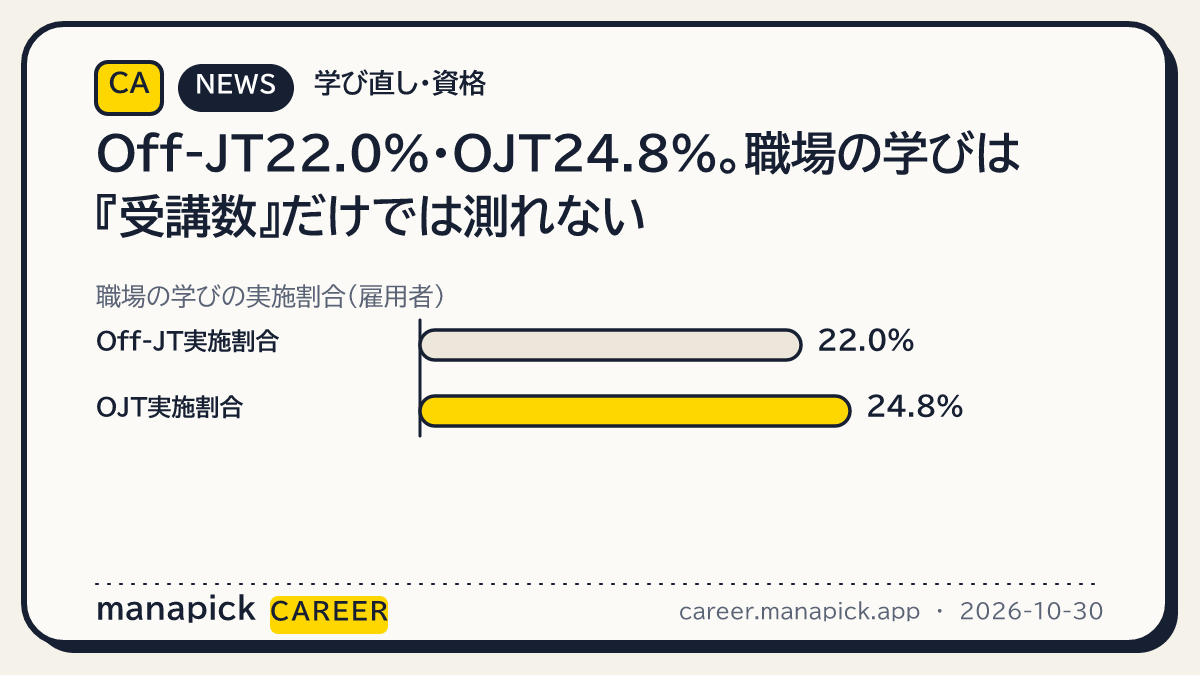 CA NEWS 学び直し・資格
Off-JT22.0%・OJT24.8%。職場の学びは
『受講数』だけでは測れない
職場の学びの実施割合（雇用者）
Off-JT実施割合 22.0%
OJT実施割合 24.8%
manapick CAREER career.manapick.app ・ 2026-10-30